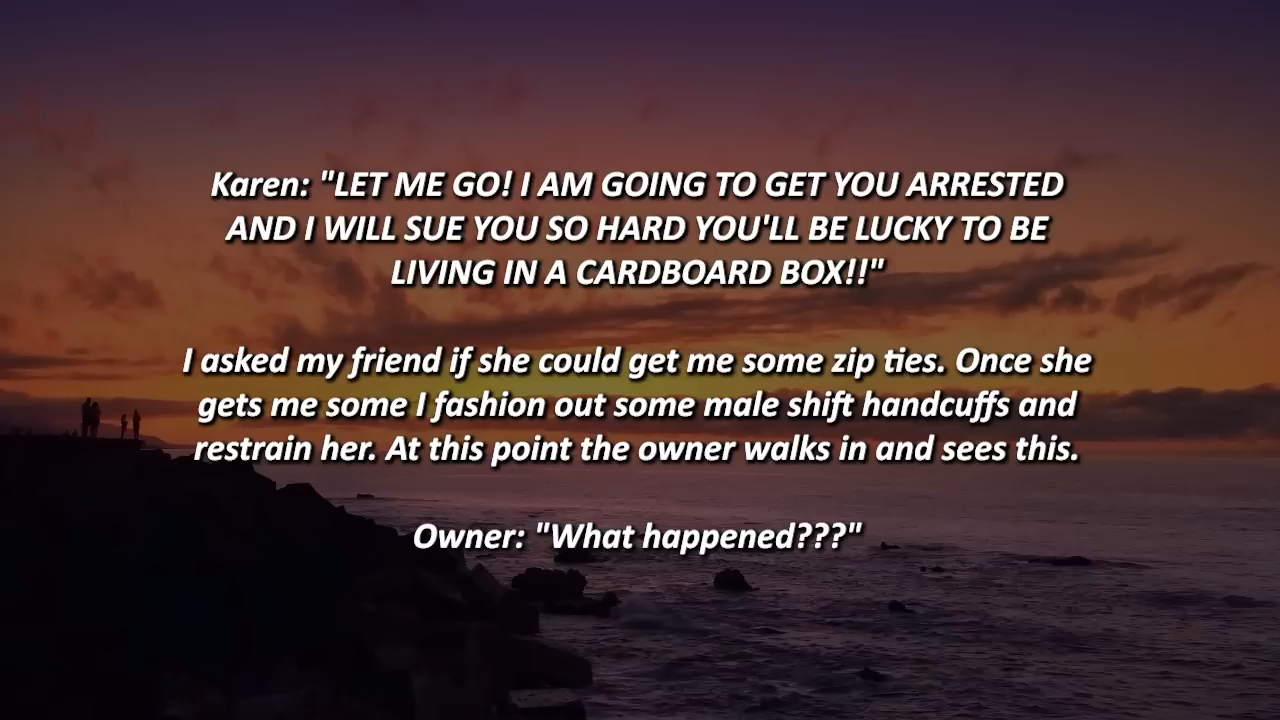 Karen: "LET ME GO! I AM GOING TO GET YOU ARRESTED
AND I WILL SUE YOU SO HARD YOU'LL BE LUCKY TO BE
LIVING IN A CARDBOARD BOX!!"
I asked my friend if she could get me some zip ties. Once she
gets me some I fashion out some male shift handcuffs and
restrain her. At this point the owner walks in and sees this.
Owner: "What happened???"